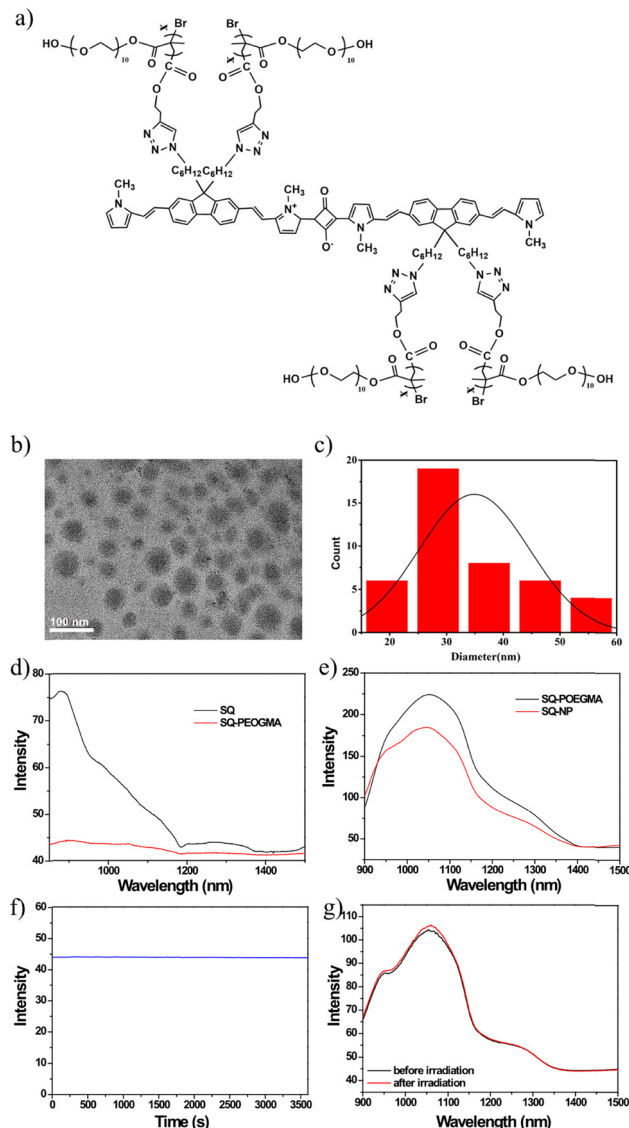 a)
Br
Br
HO
O
10
O
O
x
C
O
x
C
O
O
O
10
OH
O
O
N
N
N
N
N
N
C6H12
C6H12
CH3
N
CH3
N+
O
O-
N
CH3
N
CH3
C6H12
C6H12
N
N
N
N
N
N
O
O
C
O
C
O
HO
O
10
O
O
x
Br
O
x
Br
O
O
10
OH
b)
100 nm
c)
20
15
10
5
0
20
30
40
50
60
Count
Diameter(nm)
d)
80
70
60
50
40
1000
1200
1400
Intensity
Wavelength (nm)
SQ
SQ-PEOGMA
e)
250
200
150
100
50
0
900
1000
1100
1200
1300
1400
1500
Intensity
Wavelength (nm)
SQ-POEGMA
SQ-NP
f)
60
50
40
30
20
10
0
0
500
1000
1500
2000
2500
3000
3500
Intensity
Time (s)
g)
110
100
90
80
70
60
50
40
900
1000
1100
1200
1300
1400
1500
Intensity
Wavelength (nm)
before irradiation
after irradiation